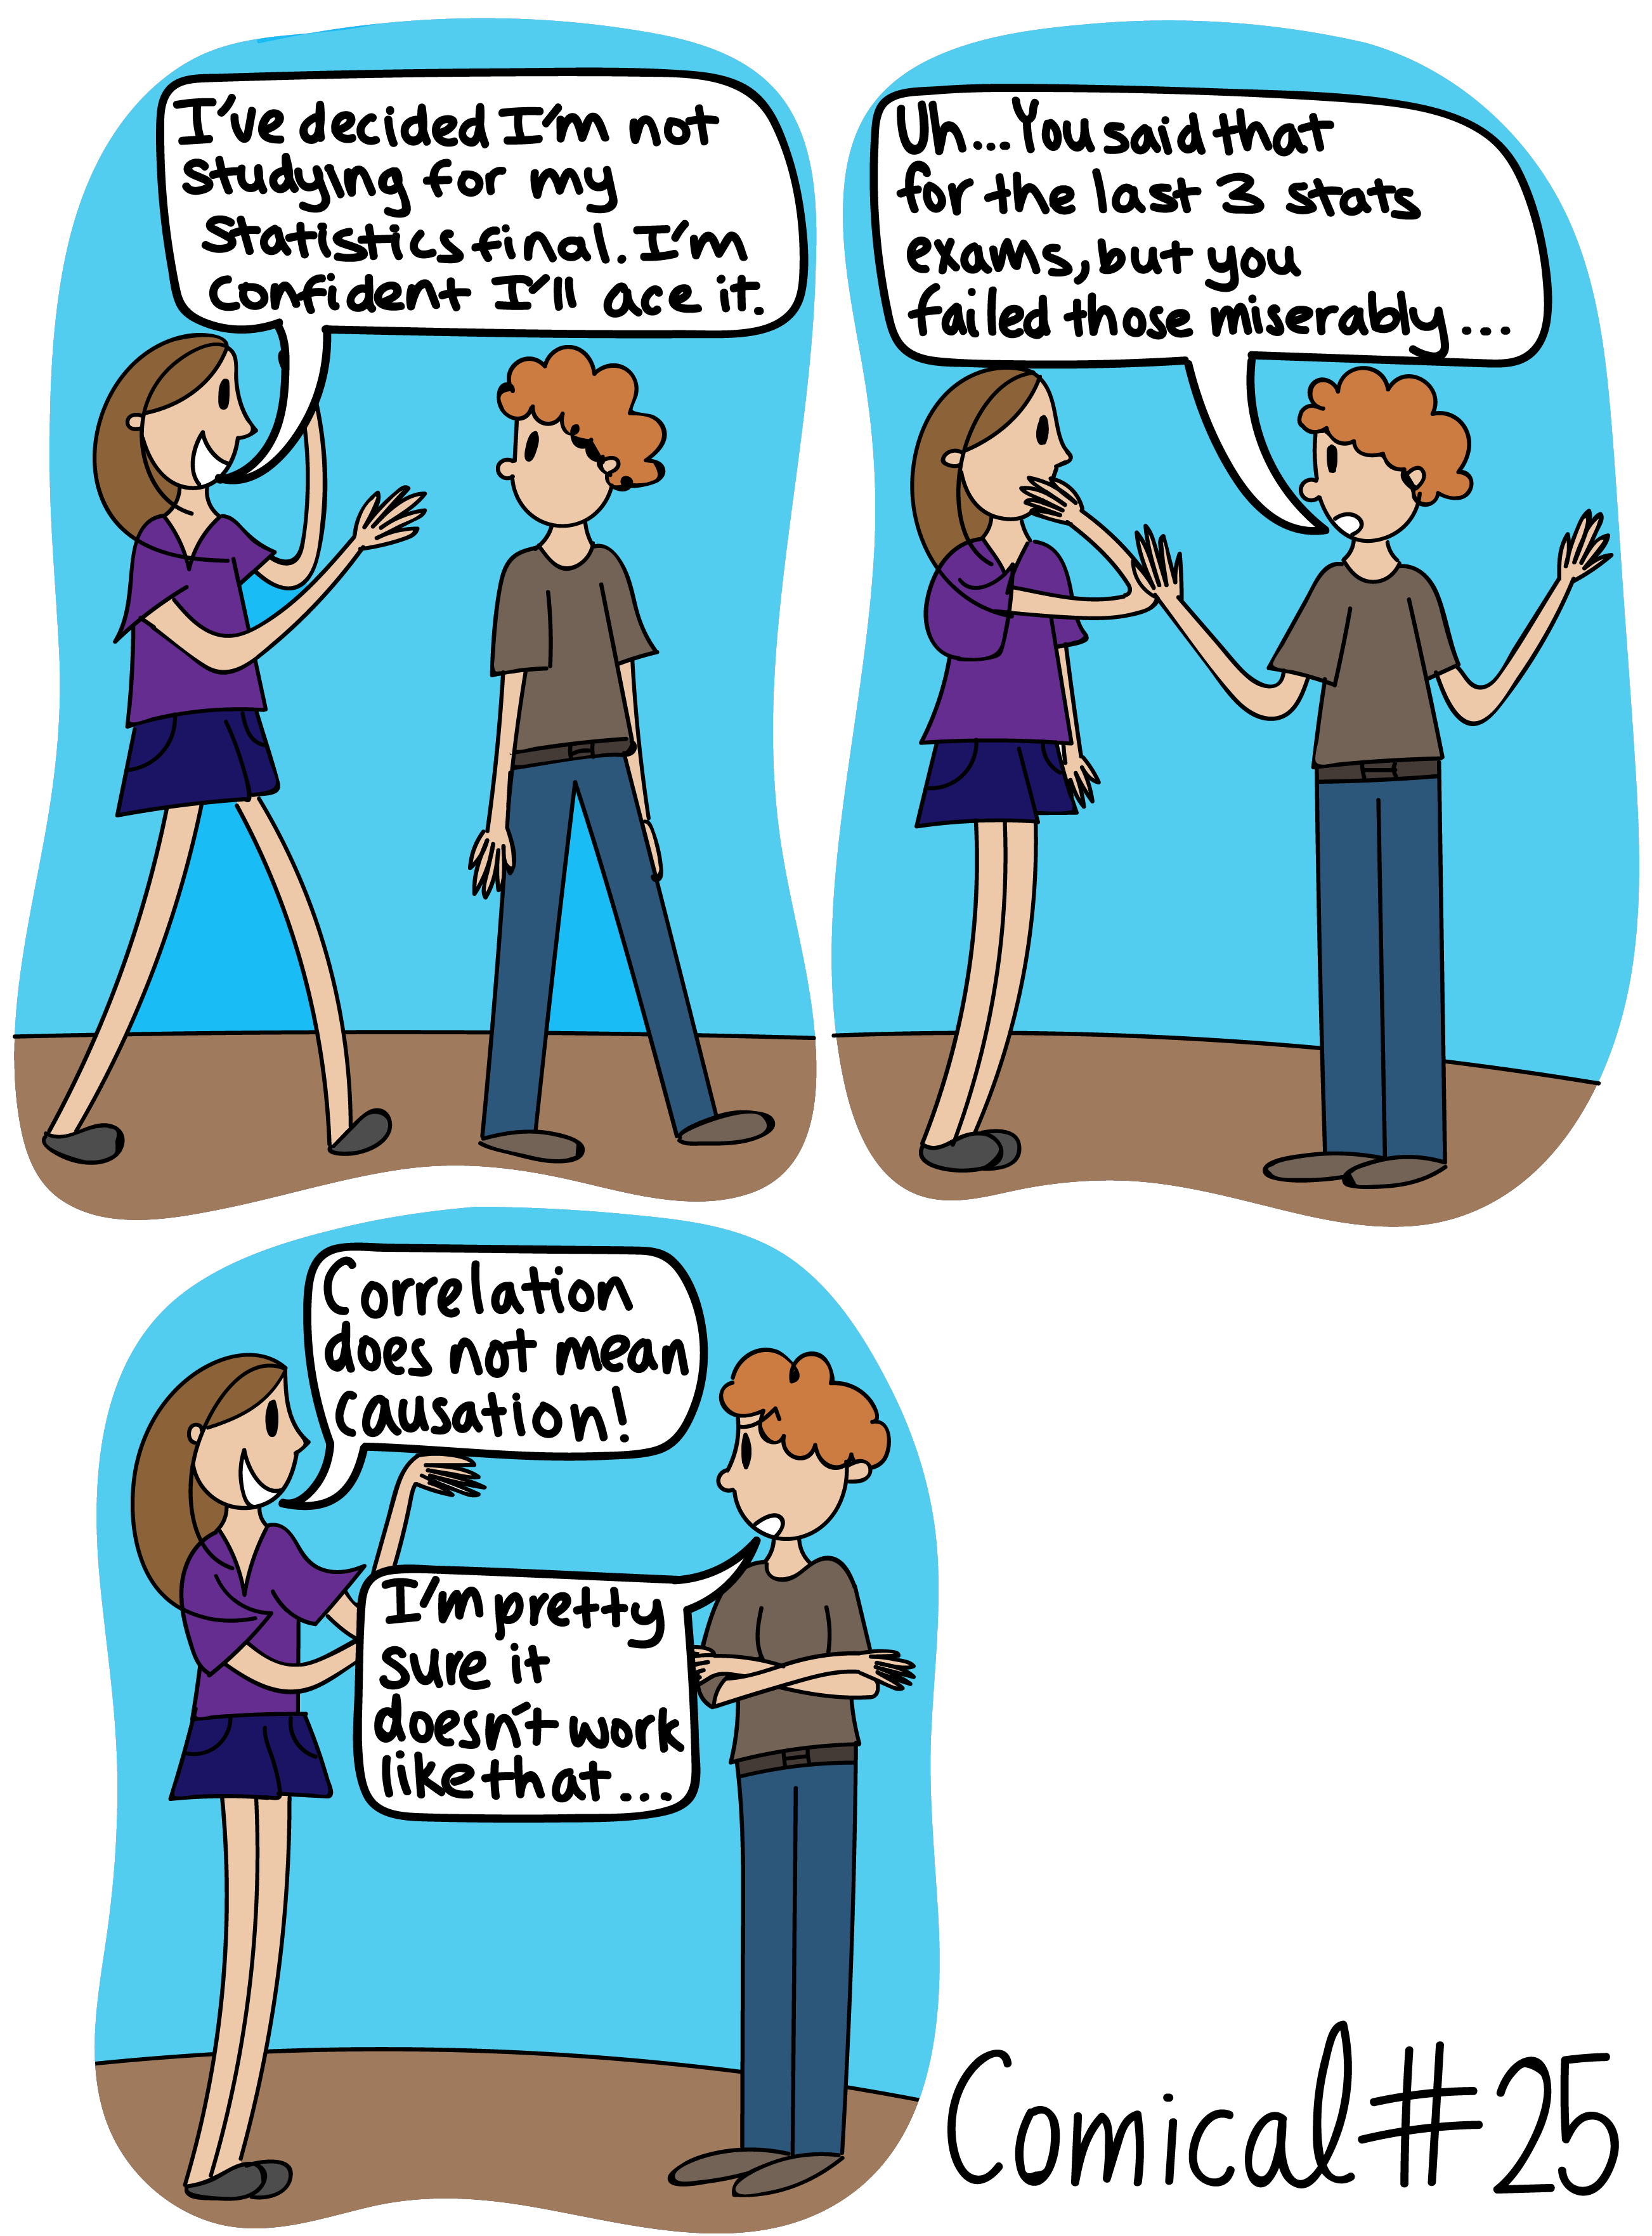 I've decided I'm not
studying for my
statistics final. I'm
confident I'll ace it.
Uh... You said that
for the last 3 stats
exams, but you
failed those miserably...
Correlation
does not mean
causation!
I'm pretty
sure it
doesn't work
like that...
Comical #25